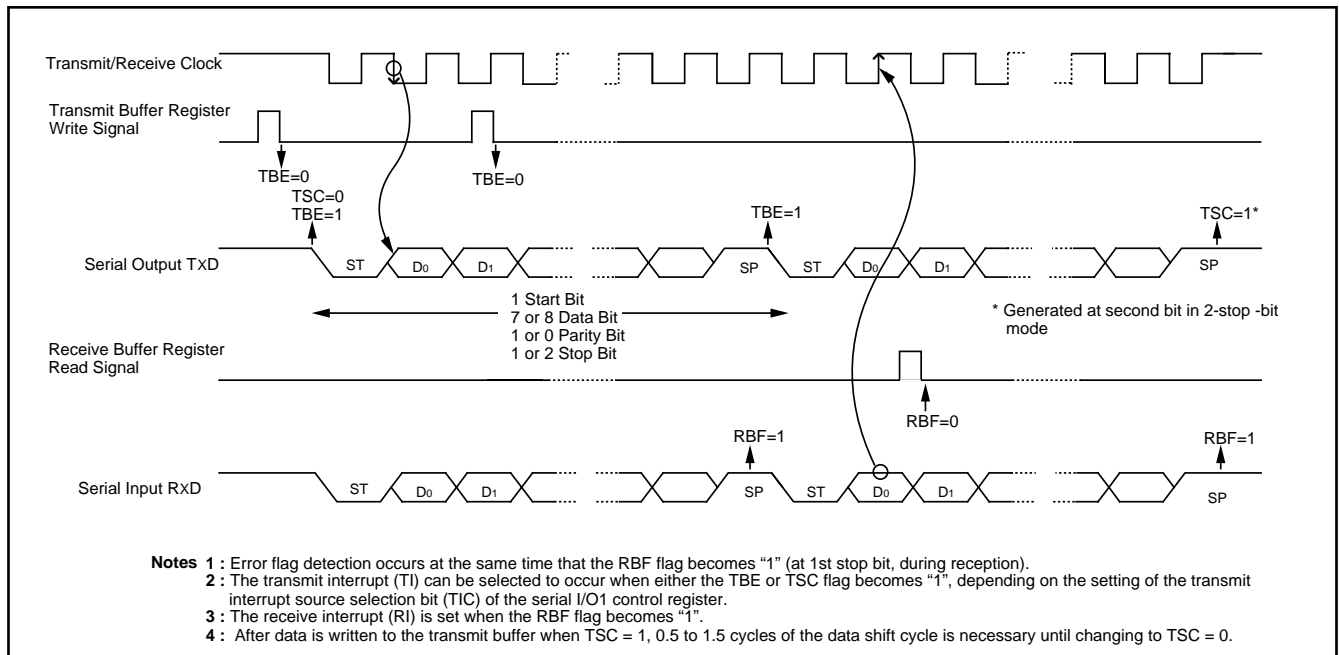 Transmit/Receive Clock
Transmit Buffer Register
Write Signal
TBE=0
TBE=0
TSC=0
TBE=1
TBE=1
TSC=1*
Serial Output TXD
ST
D0
D1
SP
ST
D0
D1
SP
1 Start Bit
7 or 8 Data Bit
1 or 0 Parity Bit
1 or 2 Stop Bit
* Generated at second bit in 2-stop -bit
mode
Receive Buffer Register
Read Signal
RBF=0
RBF=1
RBF=1
Serial Input RXD
ST
D0
D1
SP
ST
D0
D1
SP
Notes 1 : Error flag detection occurs at the same time that the RBF flag becomes “1” (at 1st stop bit, during reception).
2 : The transmit interrupt (TI) can be selected to occur when either the TBE or TSC flag becomes “1”, depending on the setting of the transmit
interrupt source selection bit (TIC) of the serial I/O1 control register.
3 : The receive interrupt (RI) is set when the RBF flag becomes “1”.
4 : After data is written to the transmit buffer when TSC = 1, 0.5 to 1.5 cycles of the data shift cycle is necessary until changing to TSC = 0.